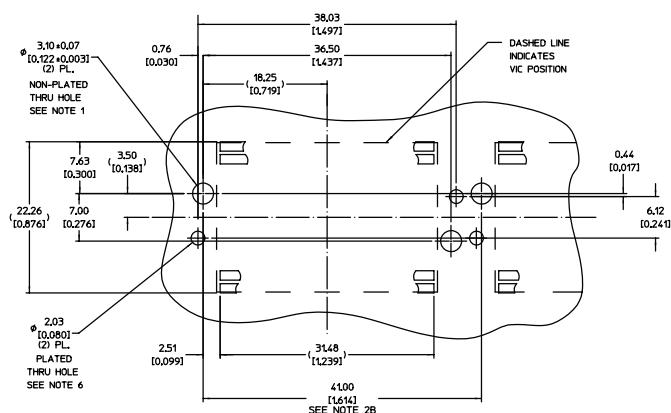 38.03
[1.497]
Ø 3.10±0.07
[0.122±0.003]
(2) PL.
NON-PLATED
THRU HOLE
SEE NOTE 1
0.76
[0.030]
36.50
[1.437]
DASHED LINE
INDICATES
VIC POSITION
(18.25
[0.719])
7.63
[0.300]
(3.50
[0.138])
0.44
[0.017]
(22.26
[0.876])
7.00
[0.276]
6.12
[0.241]
Ø 2.03
[0.080]
(2) PL.
PLATED
THRU HOLE
SEE NOTE 6
2.51
[0.099]
(31.48
[1.239])
41.00
[1.614]
SEE NOTE 2B